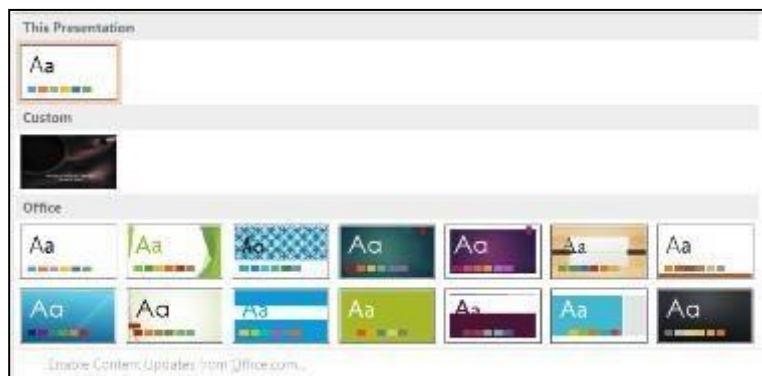 This Presentation
Aa
Custom
Office
Aa Aa Aa Aa Aa Aa Aa
Aa Aa Aa Aa Aa Aa Aa
Enable Content Updates from Office.com...